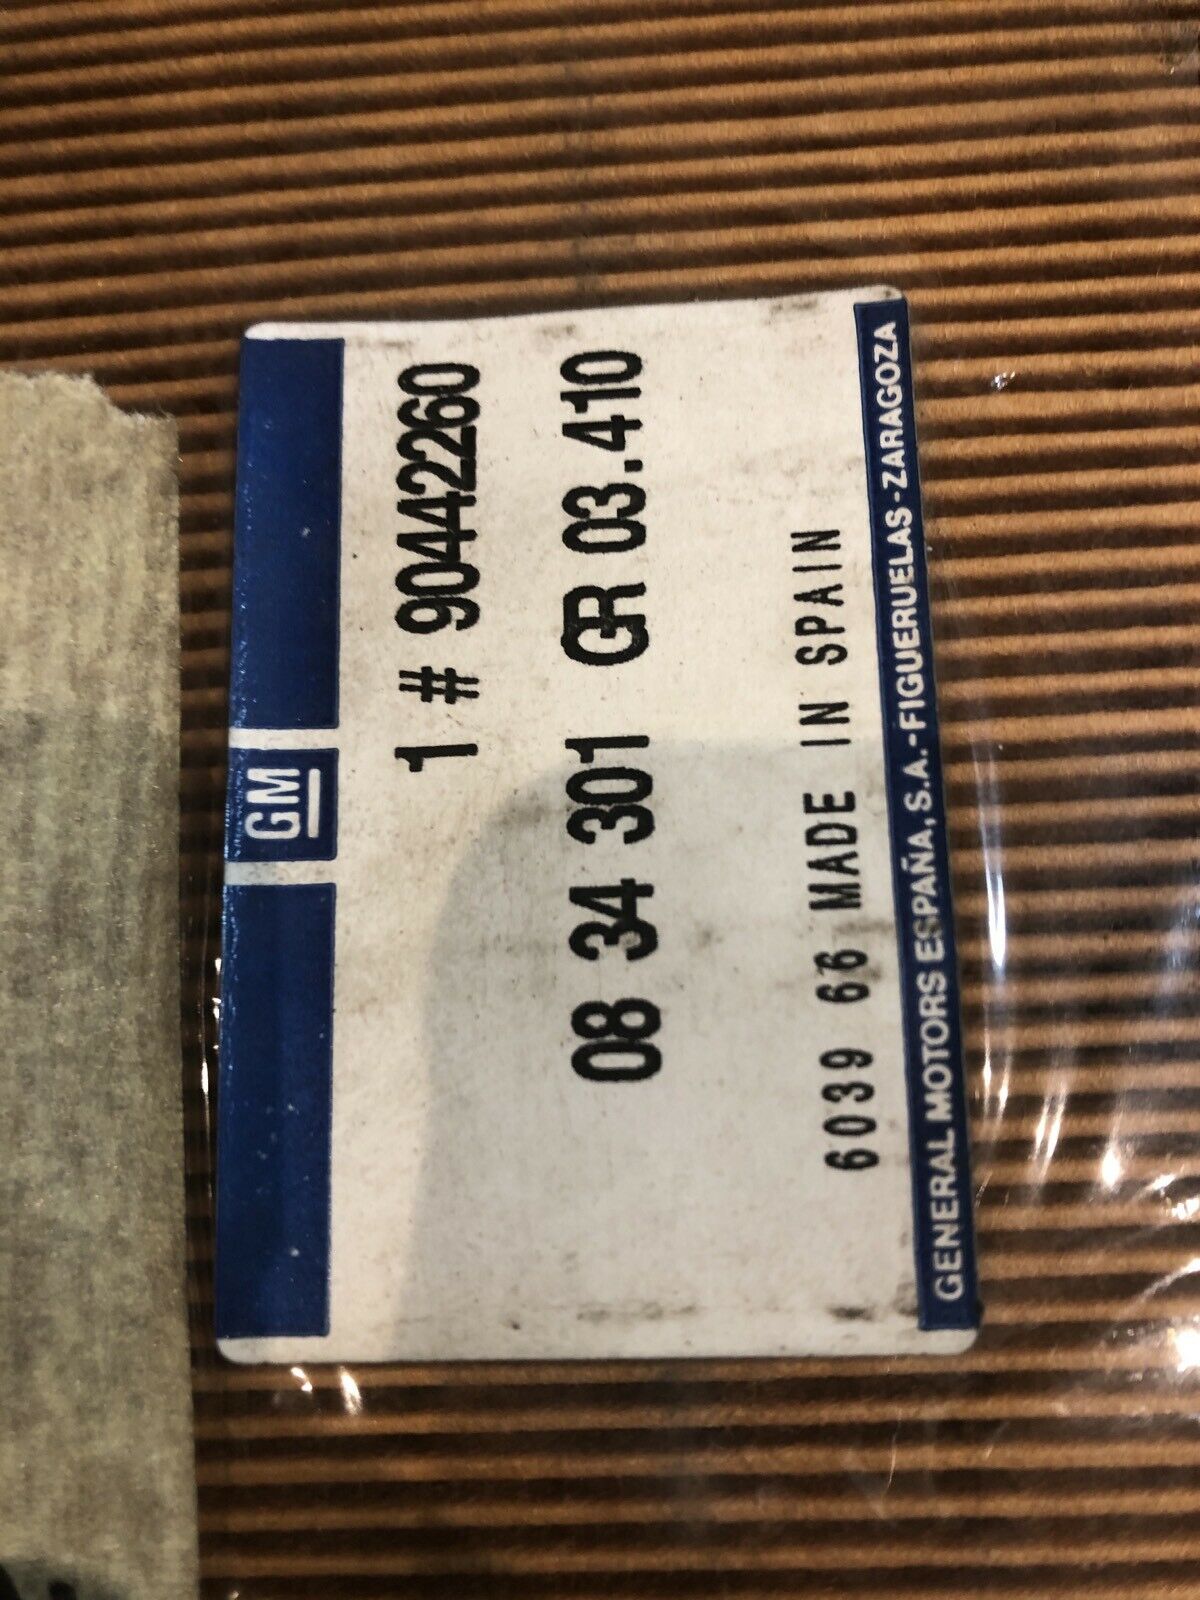 GM
1 # 90442260
08 34 301 GR 03.410
6039 66 MADE IN SPAIN
GENERAL MOTORS ESPAÑA, S.A.-FIGUERUELAS-ZARAGOZA